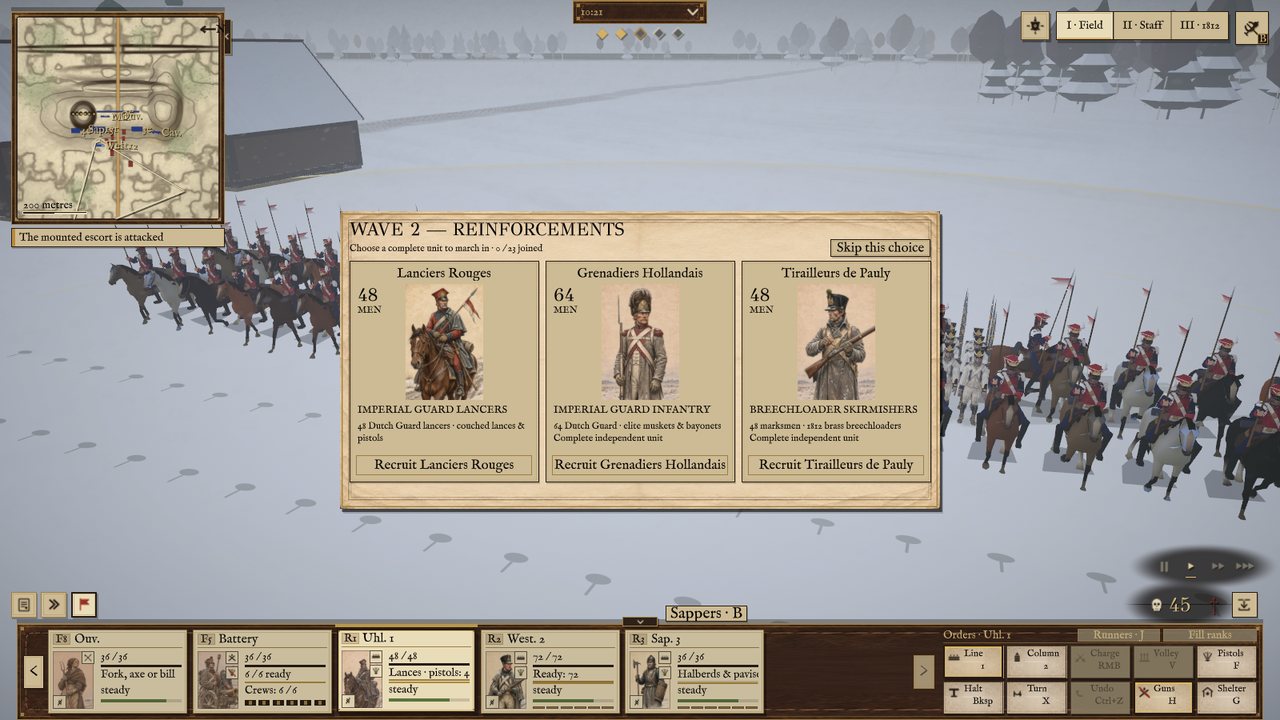 10:21
I · Field
II · Staff
III · 1812
B
Ouv.
Cav.
200 metres
The mounted escort is attacked
WAVE 2 — REINFORCEMENTS
Choose a complete unit to march in · 0 / 23 joined
Skip this choice
Lanciers Rouges
48
MEN
IMPERIAL GUARD LANCERS
48 Dutch Guard lancers · couched lances &
pistols
Recruit Lanciers Rouges
Grenadiers Hollandais
64
MEN
IMPERIAL GUARD INFANTRY
64 Dutch Guard · elite muskets & bayonets
Complete independent unit
Recruit Grenadiers Hollandais
Tirailleurs de Pauly
48
MEN
BREECHLOADER SKIRMISHERS
48 marksmen · 1812 brass breechloaders
Complete independent unit
Recruit Tirailleurs de Pauly
45
Sappers · B
F8 Ouv.
36/36
Fork, axe or bill
steady
F5 Battery
36/36
6/6 ready
Crews: 6/6
R1 Uhl. 1
48/48
Lances · pistols: 4
steady
R2 West. 2
72/72
Ready: 72
steady
R3 Sap. 3
36/36
Halberds & pavise
steady
Orders · Uhl. 1
Runners · J
Fill ranks
Line
1
Column
2
Charge
RMB
Volley
V
Pistols
F
Halt
Bksp
Turn
X
Undo
Ctrl+Z
Guns
H
Shelter
G